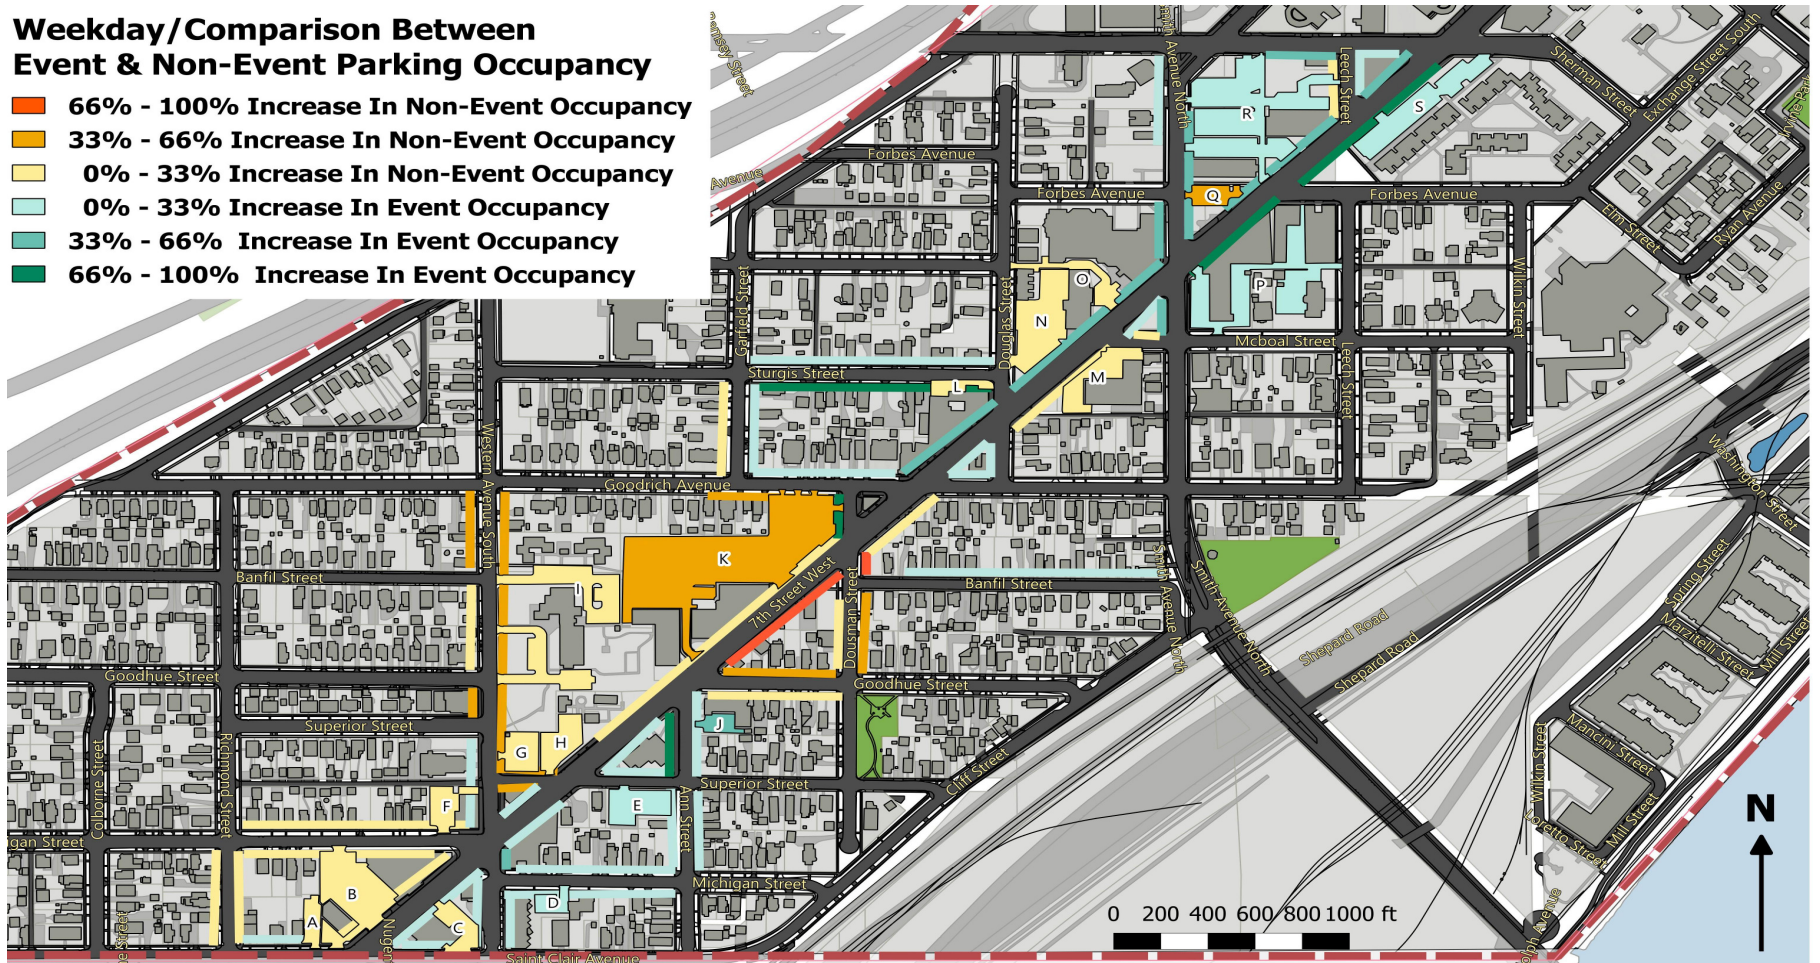 Weekday/Comparison Between
Event & Non-Event Parking Occupancy
66% - 100% Increase In Non-Event Occupancy
33% - 66% Increase In Non-Event Occupancy
0% - 33% Increase In Non-Event Occupancy
0% - 33% Increase In Event Occupancy
33% - 66% Increase In Event Occupancy
66% - 100% Increase In Event Occupancy
Smith Avenue North
Leech Street
Sherman Street
Exchange Street South
R
S
Forbes Avenue
Avenue
Forbes Avenue
Q
Forbes Avenue
Elm Street
Ryan Avenue
Garfield Street
Douglas Street
O
P
Wilkin Street
N
Mcboal Street
Sturgis Street
L
M
Leech Street
Western Avenue South
Goodrich Avenue
Washington Street
K
7th Street West
Banfil Street
I
Dousman Street
Banfil Street
Smith Avenue North
Smith Avenue North
Spring Street
Shepard Road
Shepard Road
Marzitelli Street
Mill Street
Goodhue Street
Goodhue Street
Superior Street
J
Colborne Street
Richmond Street
G
H
Superior Street
Cliff Street
Mancini Street
Wilkin Street
F
E
Ann Street
Loretto Street
Mill Street
N
igan Street
Michigan Street
B
A
C
D
0 200 400 600 800 1000 ft
Nugent
Saint Clair Avenue